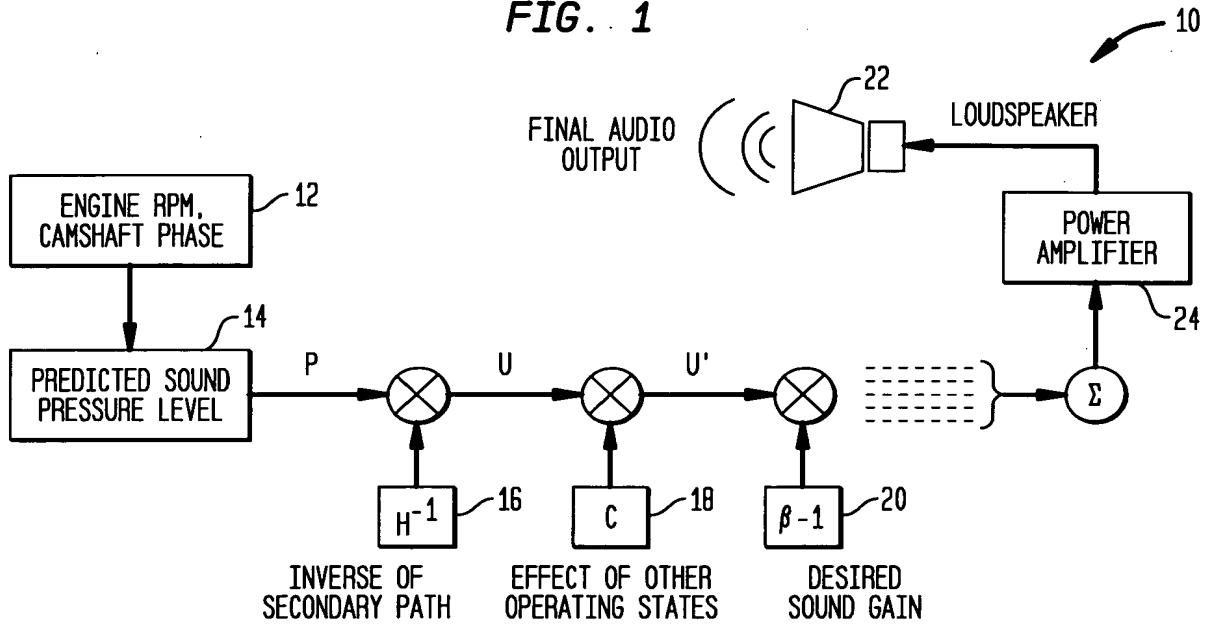 FIG. 1
10
22
LOUDSPEAKER
FINAL AUDIO
OUTPUT
ENGINE RPM,
CAMSHAFT PHASE
12
POWER
AMPLIFIER
24
14
PREDICTED SOUND
PRESSURE LEVEL
P
U
U'
Σ
H⁻¹
16
C
18
β-1
20
INVERSE OF
SECONDARY PATH
EFFECT OF OTHER
OPERATING STATES
DESIRED
SOUND GAIN